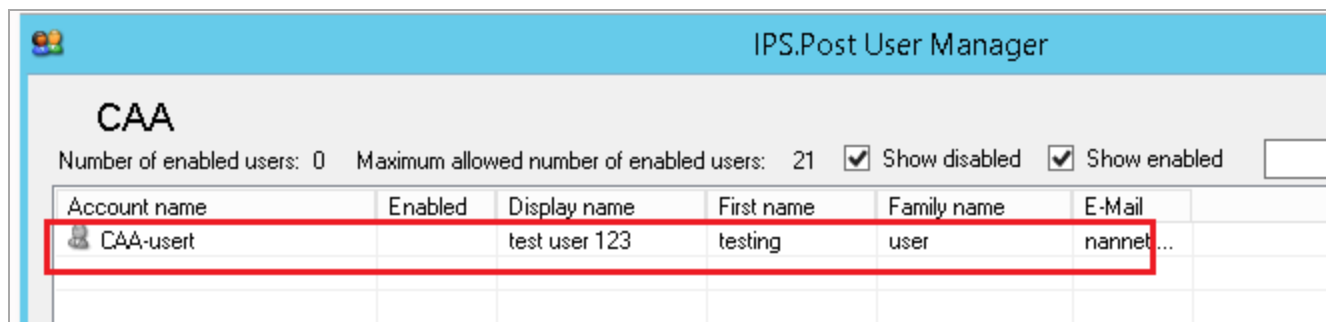 IPS.Post User Manager
CAA
Number of enabled users: 0 Maximum allowed number of enabled users: 21 Show disabled Show enabled
Account name Enabled Display name First name Family name E-Mail
CAA-usert test user 123 testing user nannet...